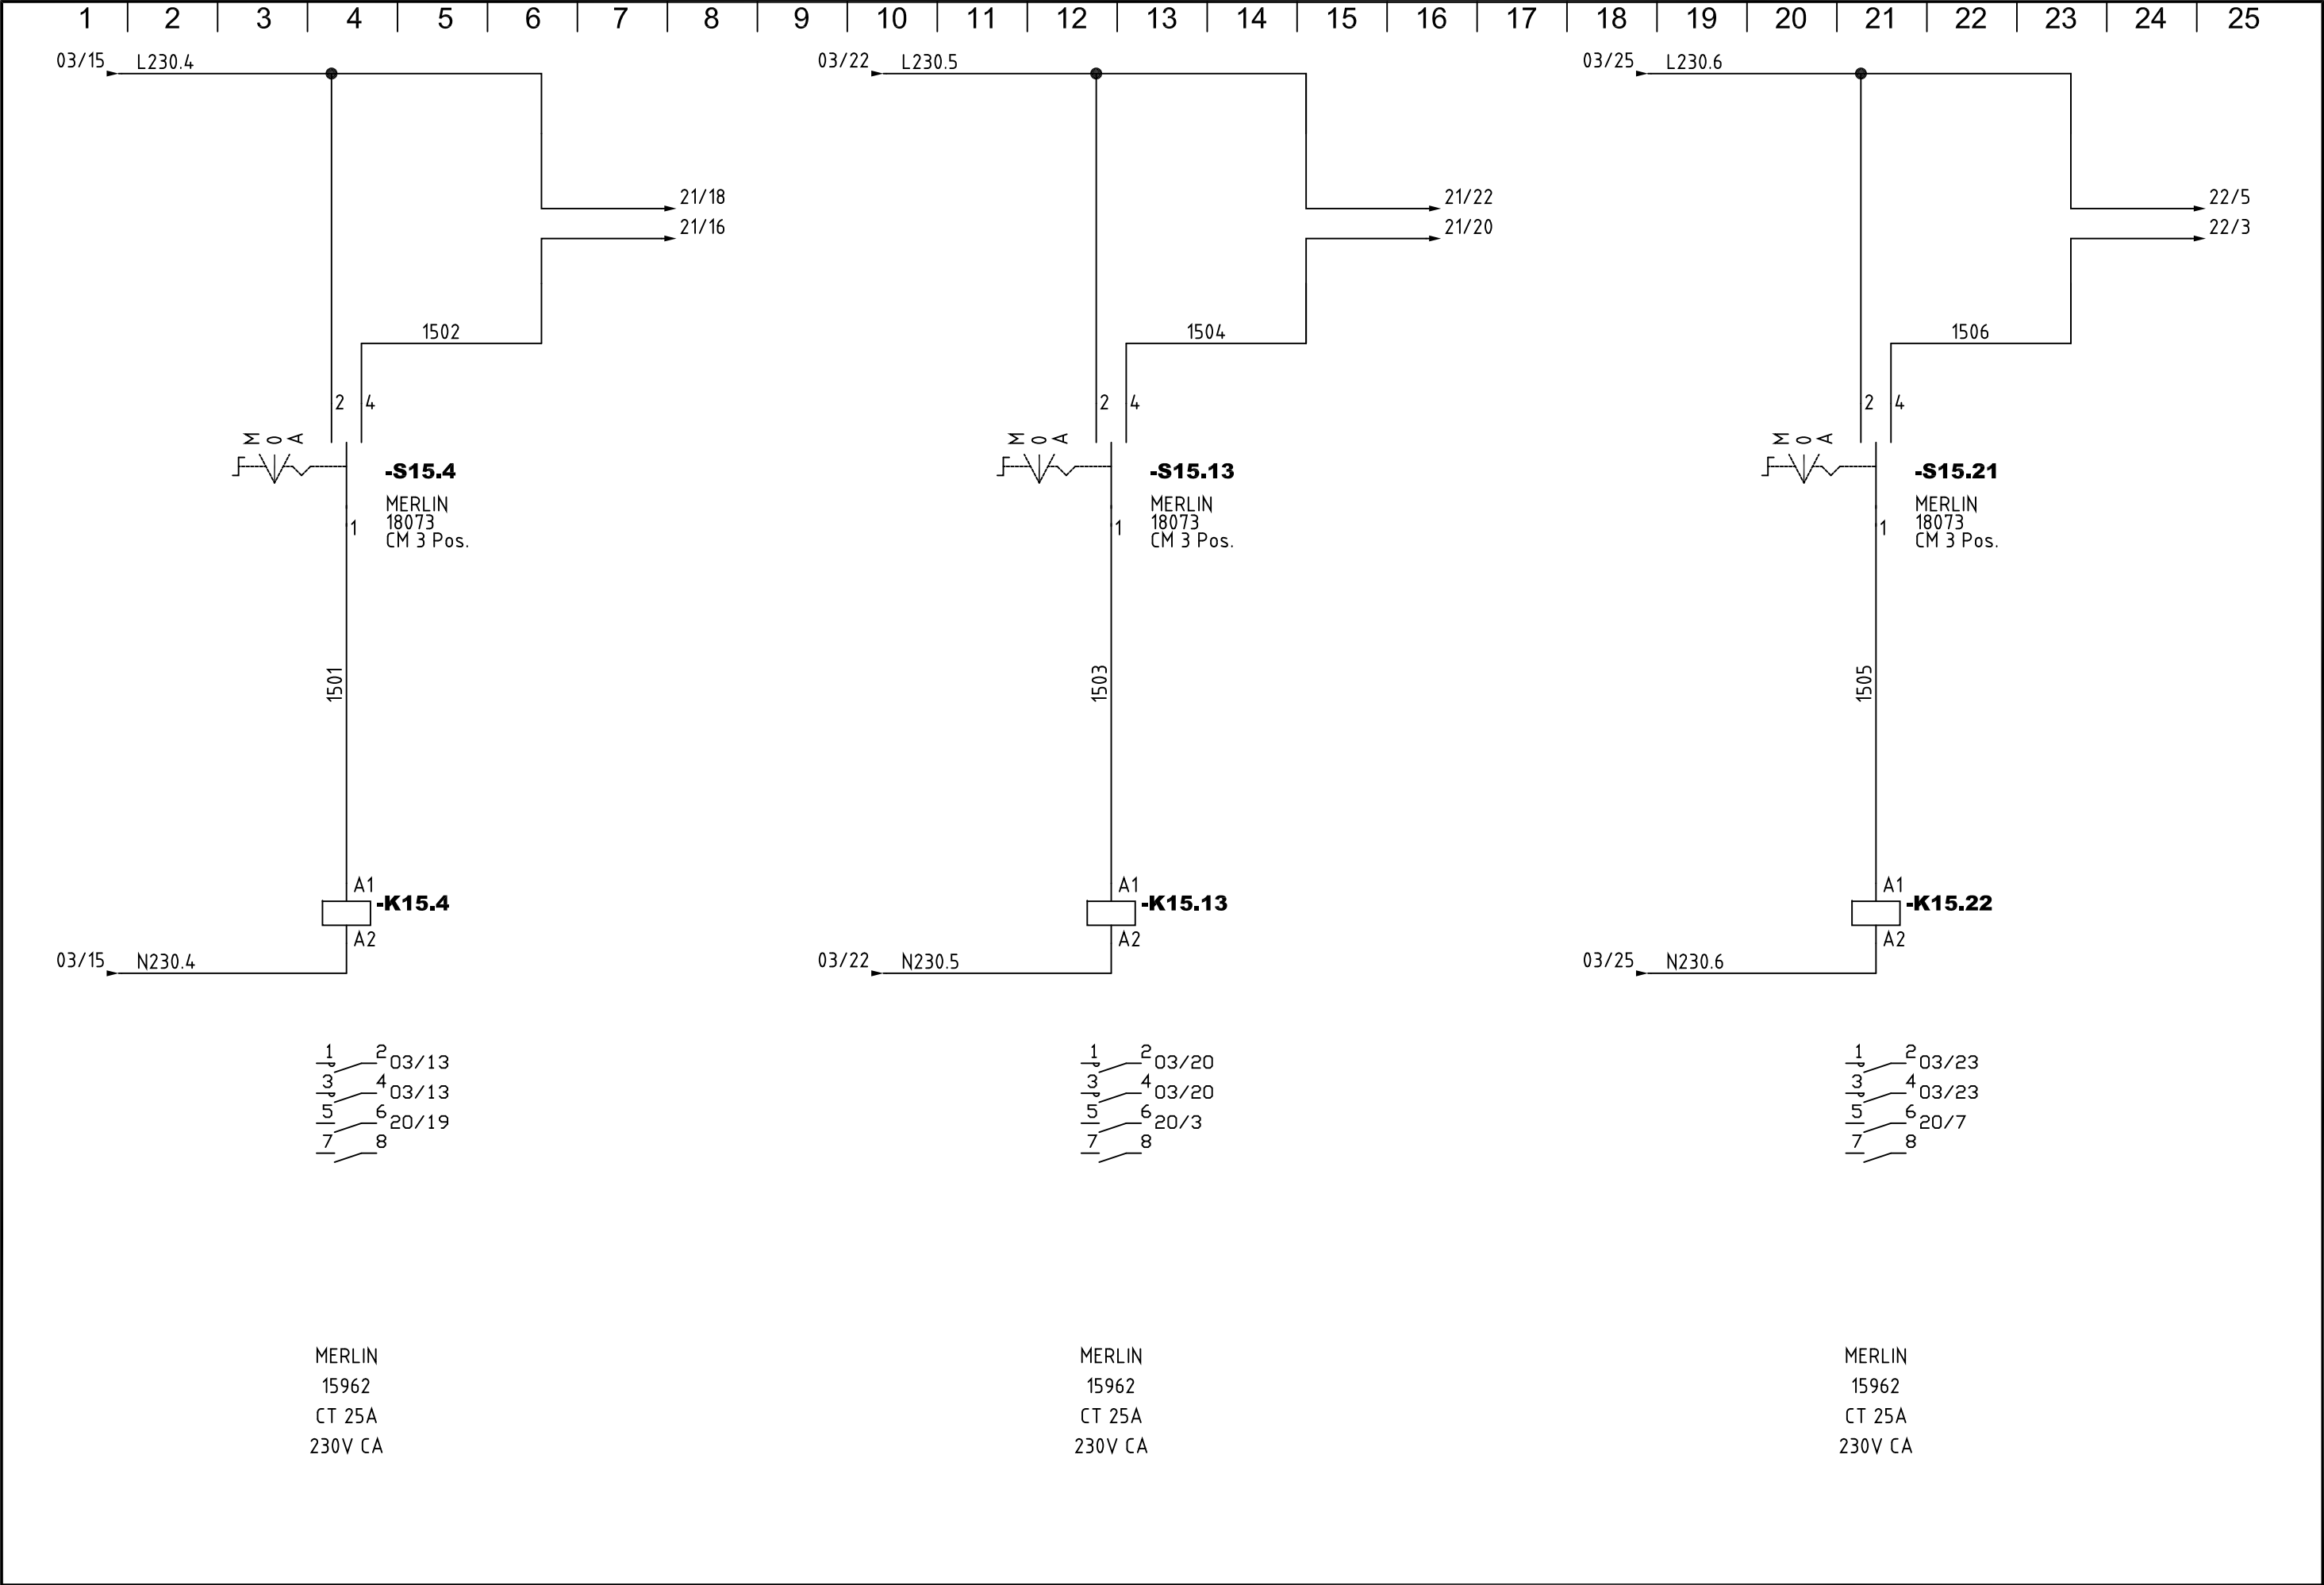 1 2 3 4 5 6 7 8 9 10 11 12 13 14 15 16 17 18 19 20 21 22 23 24 25
03/15 L230.4 03/22 L230.5 03/25 L230.6
21/18 21/22 22/5
21/16 21/20 22/3
1502 1504 1506
2 4 2 4 2 4
M O A M O A M O A
-S15.4 -S15.13 -S15.21
MERLIN MERLIN MERLIN
18073 18073 18073
1 1 1
CM 3 Pos. CM 3 Pos. CM 3 Pos.
1501 1503 1505
A1 A1 A1
-K15.4 -K15.13 -K15.22
A2 A2 A2
03/15 N230.4 03/22 N230.5 03/25 N230.6
1 2 03/13 1 2 03/20 1 2 03/23
3 4 03/13 3 4 03/20 3 4 03/23
5 6 20/19 5 6 20/3 5 6 20/7
7 8 7 8 7 8
MERLIN MERLIN MERLIN
15962 15962 15962
CT 25A CT 25A CT 25A
230V CA 230V CA 230V CA